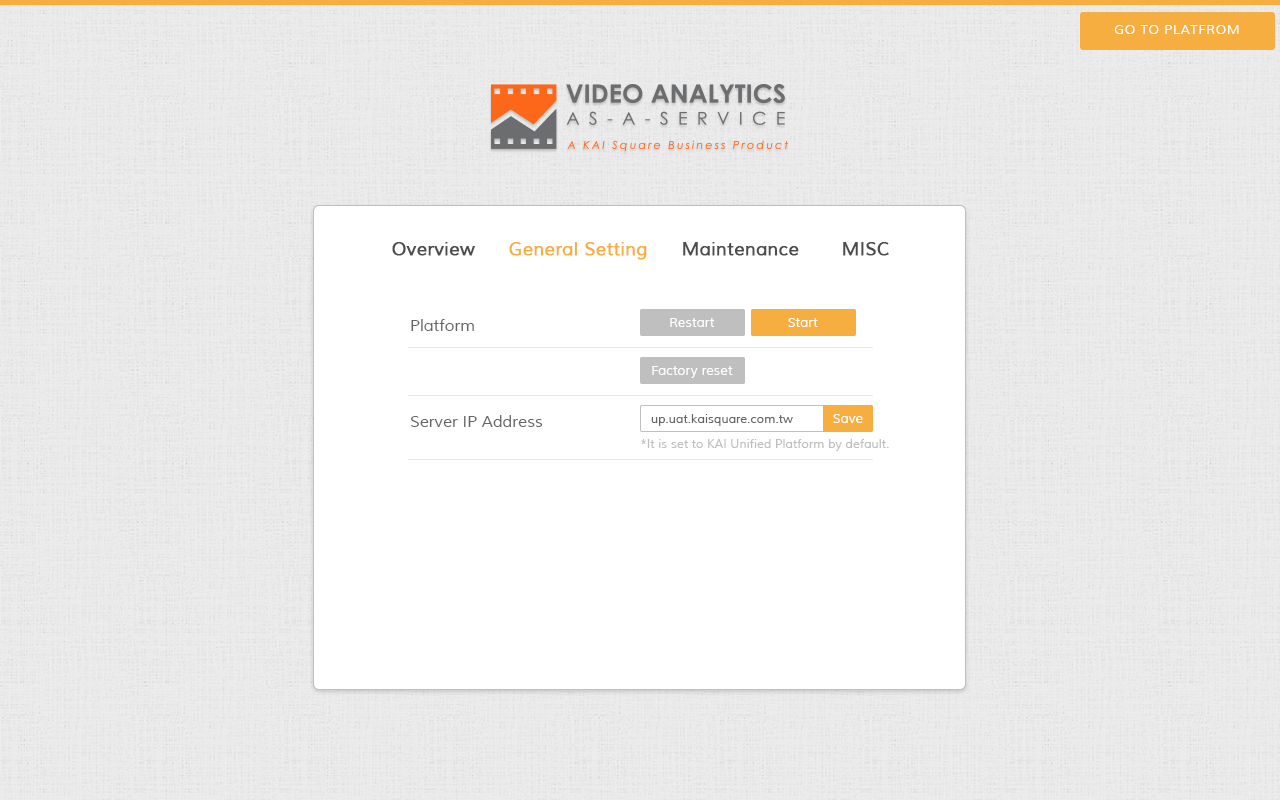 GO TO PLATFROM
VIDEO ANALYTICS
AS-A-SERVICE
A KAI Square Business Product
Overview General Setting Maintenance MISC
Platform Restart Start
Factory reset
Server IP Address up.uat.kaisquare.com.tw Save
*It is set to KAI Unified Platform by default.